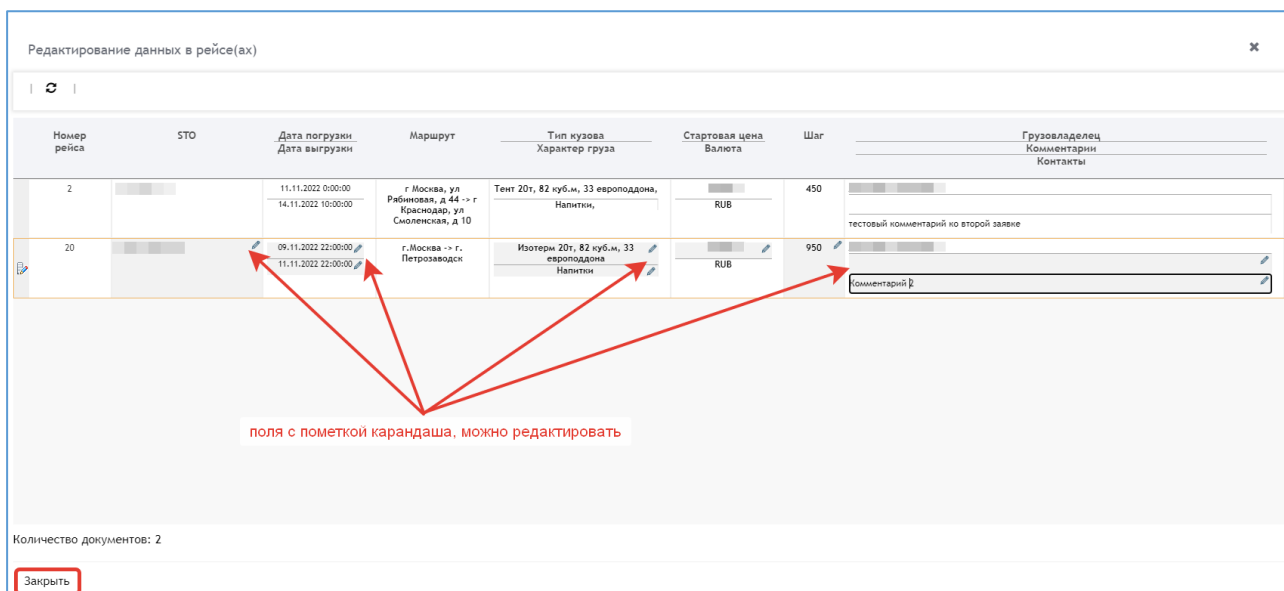 Редактирование данных в рейсе(ах)
Номер рейса
STO
Дата погрузки
Дата выгрузки
Маршрут
Тип кузова
Характер груза
Стартовая цена
Валюта
Шаг
Грузовладелец
Комментарии
Контакты
2
11.11.2022 0:00:00
14.11.2022 10:00:00
г Москва, ул
Рябиновая, д 44 -> г
Краснодар, ул
Смоленская, д 10
Тент 20т, 82 куб.м, 33 европоддона,
Напитки,
RUB
450
тестовый комментарий ко второй заявке
20
09.11.2022 22:00:00
11.11.2022 22:00:00
г.Москва -> г.
Петрозаводск
Изотерм 20т, 82 куб.м, 33
европоддона
Напитки
RUB
950
Комментарий 2
поля с пометкой карандаша, можно редактировать
Количество документов: 2
Закрыть